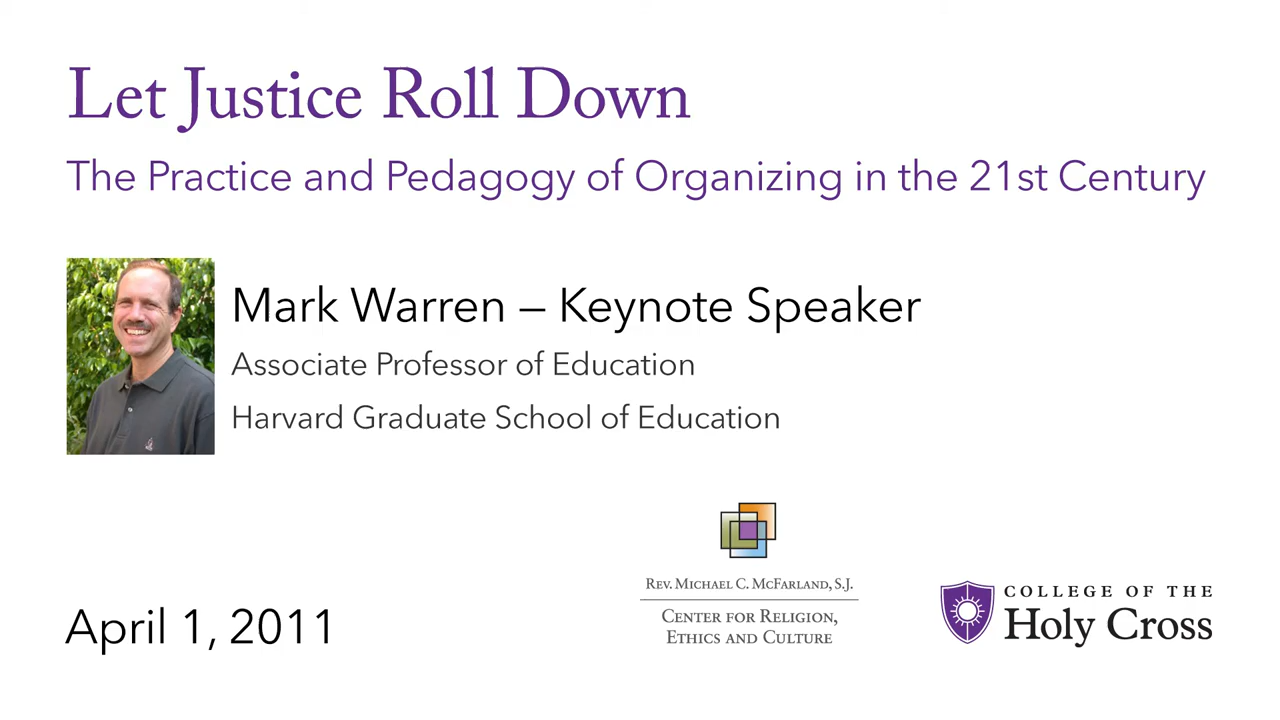 Let Justice Roll Down
The Practice and Pedagogy of Organizing in the 21st Century
Mark Warren – Keynote Speaker
Associate Professor of Education
Harvard Graduate School of Education
April 1, 2011
Rev. Michael C. McFarland, S.J.
Center for Religion,
Ethics and Culture
COLLEGE OF THE
Holy Cross